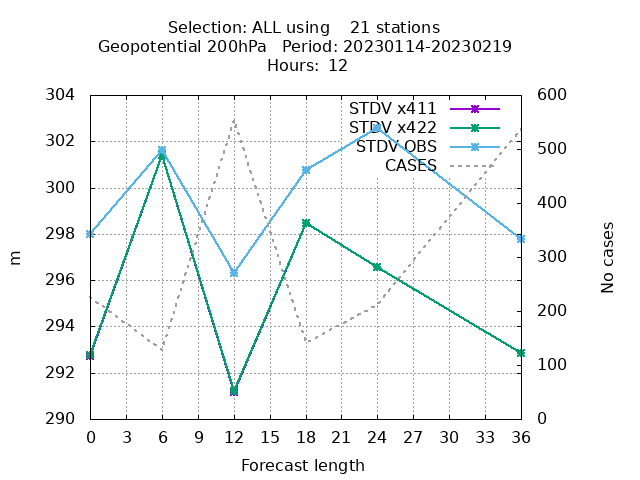 Selection: ALL using    21 stations
Geopotential 200hPa   Period: 20230114-20230219
Hours: 12
304
302
300
298
296
294
292
290
m
600
500
400
300
200
100
0
No cases
STDV x411
STDV x422
STDV OBS
CASES
0 3 6 9 12 15 18 21 24 27 30 33 36
Forecast length